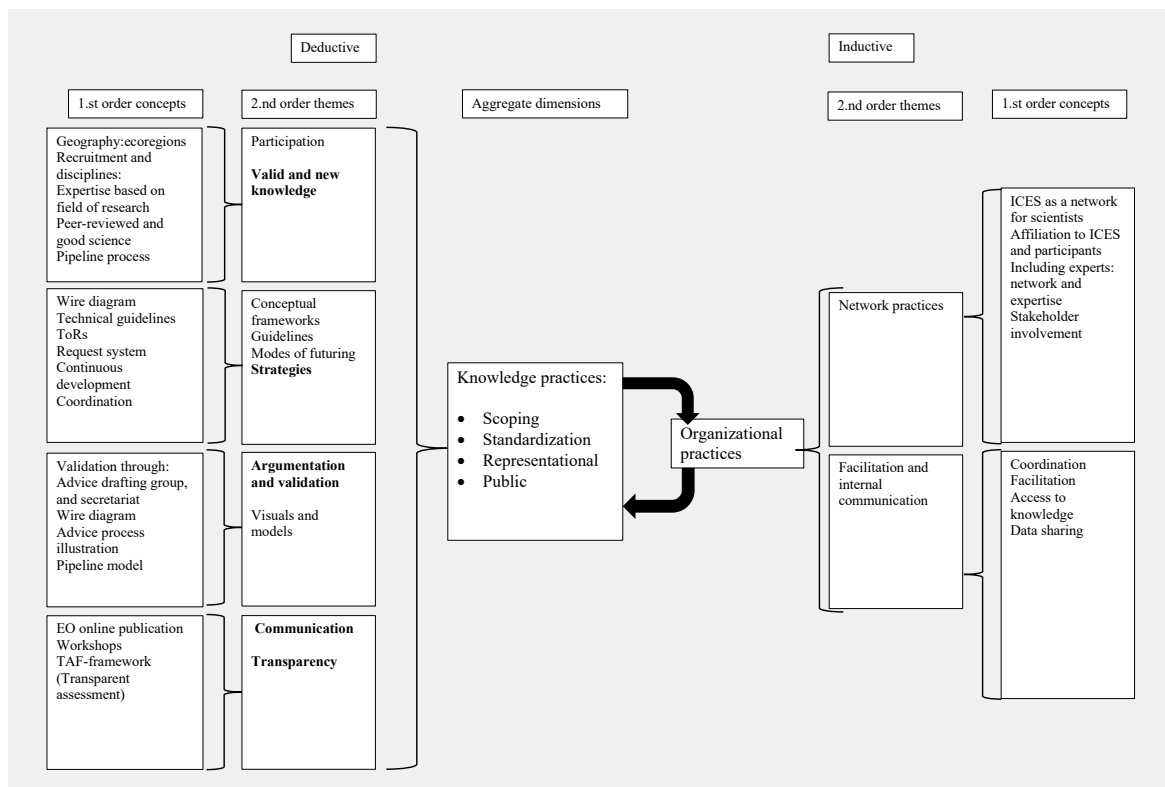 Deductive
Inductive
1.st order concepts
2.nd order themes
Aggregate dimensions
2.nd order themes
1.st order concepts
Geography:ecoregions
Recruitment and
disciplines:
Expertise based on
field of research
Peer-reviewed and
good science
Pipeline process
Participation
Valid and new
knowledge
Wire diagram
Technical guidelines
ToRs
Request system
Continuous
development
Coordination
Conceptual
frameworks
Guidelines
Modes of futuring
Strategies
Validation through:
Advice drafting group,
and secretariat
Wire diagram
Advice process
illustration
Pipeline model
Argumentation
and validation
Visuals and
models
EO online publication
Workshops
TAF-framework
(Transparent
assessment)
Communication
Transparency
Knowledge practices:
• Scoping
• Standardization
• Representational
• Public
Organizational
practices
Network practices
Facilitation and
internal
communication
ICES as a network
for scientists
Affiliation to ICES
and participants
Including experts:
network and
expertise
Stakeholder
involvement
Coordination
Facilitation
Access to
knowledge
Data sharing